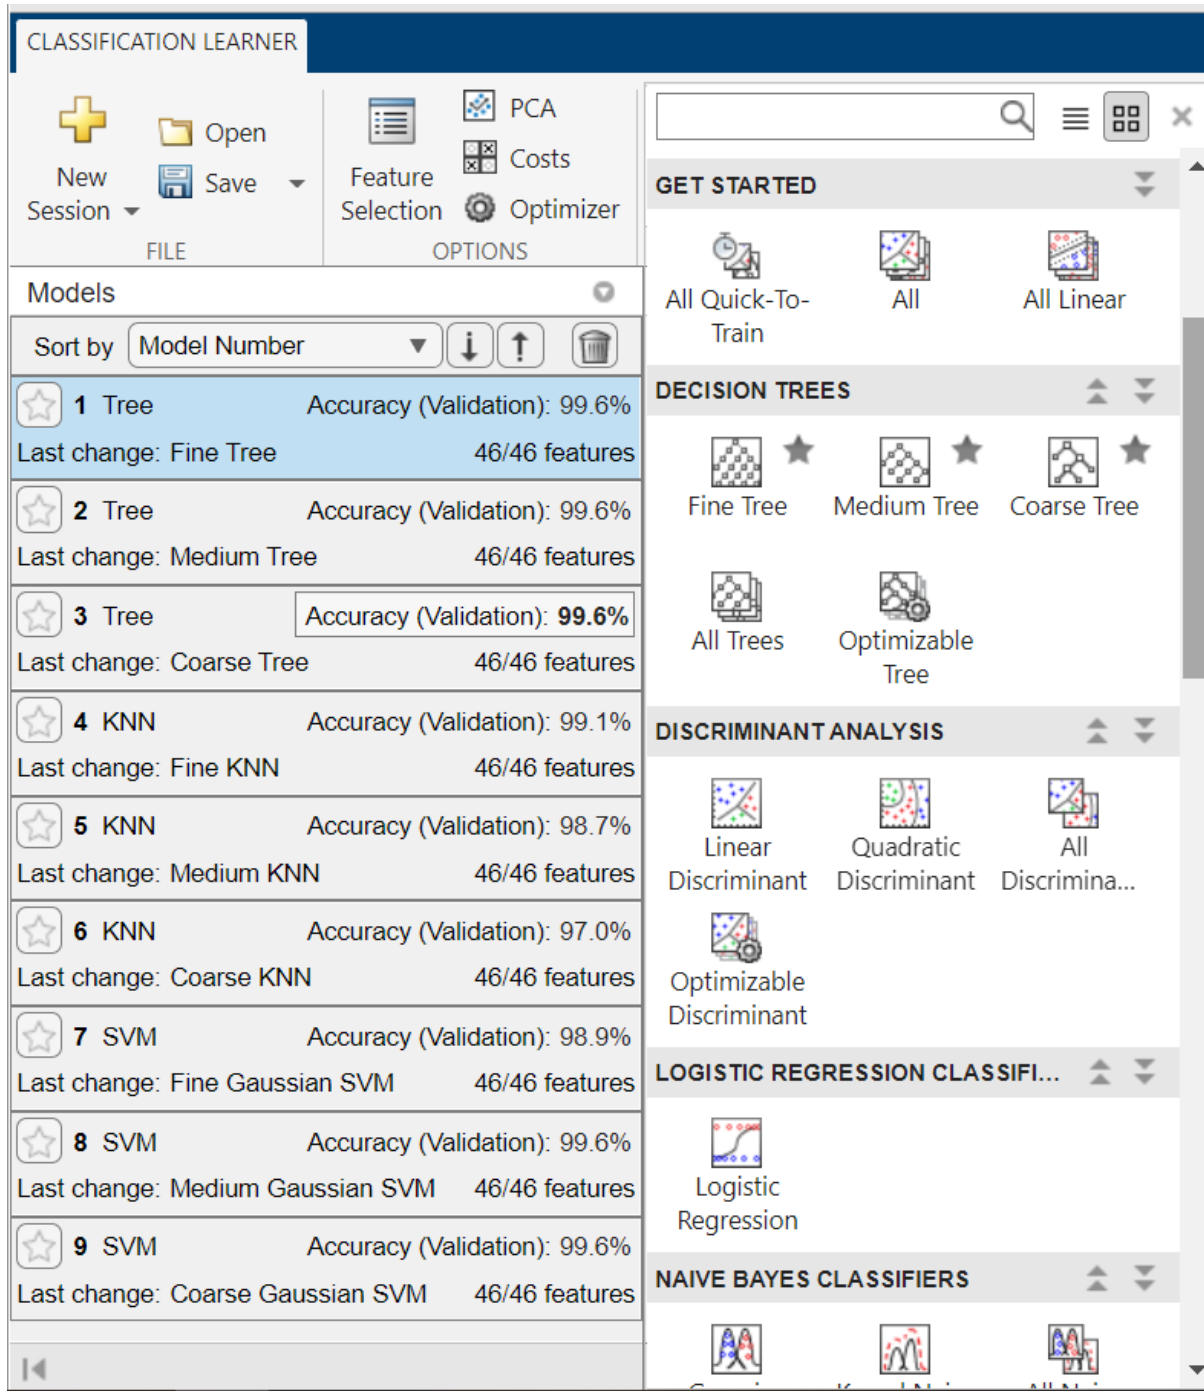 CLASSIFICATION LEARNER
New
Session
Open
Save
FILE
Feature
Selection
PCA
Costs
Optimizer
OPTIONS
Models
Sort by Model Number
1 Tree Accuracy (Validation): 99.6%
Last change: Fine Tree 46/46 features
2 Tree Accuracy (Validation): 99.6%
Last change: Medium Tree 46/46 features
3 Tree Accuracy (Validation): 99.6%
Last change: Coarse Tree 46/46 features
4 KNN Accuracy (Validation): 99.1%
Last change: Fine KNN 46/46 features
5 KNN Accuracy (Validation): 98.7%
Last change: Medium KNN 46/46 features
6 KNN Accuracy (Validation): 97.0%
Last change: Coarse KNN 46/46 features
7 SVM Accuracy (Validation): 98.9%
Last change: Fine Gaussian SVM 46/46 features
8 SVM Accuracy (Validation): 99.6%
Last change: Medium Gaussian SVM 46/46 features
9 SVM Accuracy (Validation): 99.6%
Last change: Coarse Gaussian SVM 46/46 features
GET STARTED
All Quick-To-
Train
All
All Linear
DECISION TREES
Fine Tree
Medium Tree
Coarse Tree
All Trees
Optimizable
Tree
DISCRIMINANT ANALYSIS
Linear
Discriminant
Quadratic
Discriminant
All
Discrimina...
Optimizable
Discriminant
LOGISTIC REGRESSION CLASSIFI...
Logistic
Regression
NAIVE BAYES CLASSIFIERS